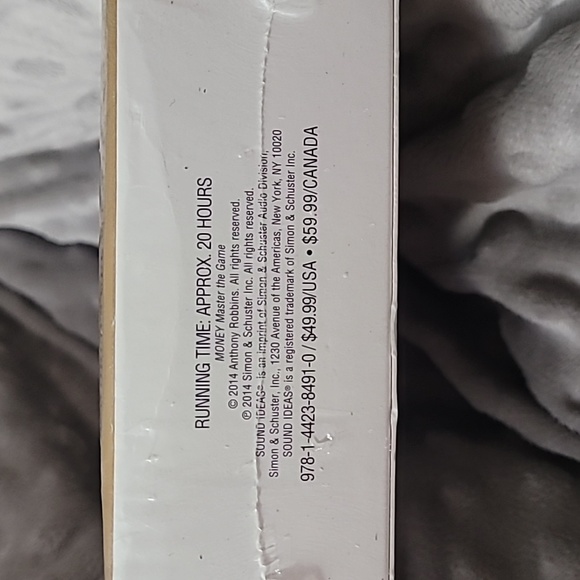 RUNNING TIME: APPROX. 20 HOURS
MONEY Master the Game
© 2014 Anthony Robbins. All rights reserved.
℗ 2014 Simon & Schuster Inc. All rights reserved.
SOUND IDEAS® is an imprint of Simon & Schuster Audio Division,
Simon & Schuster, Inc., 1230 Avenue of the Americas, New York, NY 10020
SOUND IDEAS® is a registered trademark of Simon & Schuster Inc.
978-1-4423-8491-0 / $49.99/USA • $59.99/CANADA